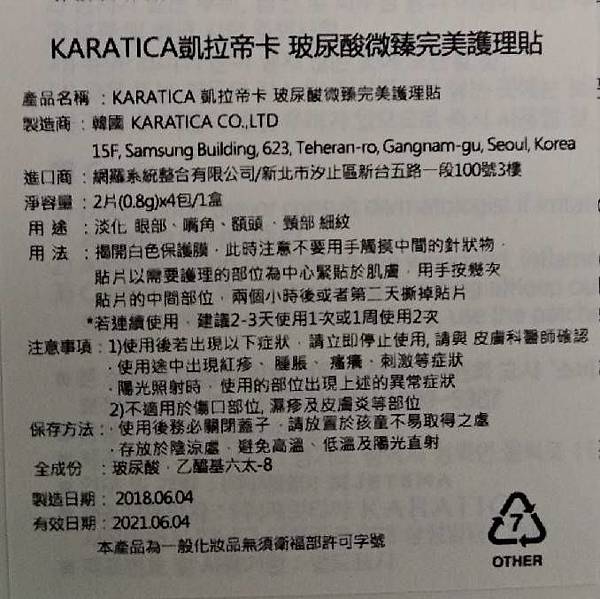 KARATICA凱拉帝卡 玻尿酸微臻完美護理貼
產品名稱 : KARATICA 凱拉帝卡 玻尿酸微臻完美護理貼
製造商 : 韓國 KARATICA CO.,LTD
15F, Samsung Building, 623, Teheran-ro, Gangnam-gu, Seoul, Korea
進口商 : 網羅系統整合有限公司/新北市汐止區新台五路一段100號3樓
淨容量 : 2片(0.8g)x4包/1盒
用 途 : 淡化 眼部、嘴角、額頭、頸部 細紋
用 法 : 揭開白色保護膜，此時注意不要用手觸摸中間的針狀物，
貼片以需要護理的部位為中心緊貼於肌膚，用手按幾次
貼片的中間部位，兩個小時後或者第二天撕掉貼片
*若連續使用，建議2-3天使用1次或1周使用2次
注意事項 : 1)使用後若出現以下症狀，請立即停止使用, 請與 皮膚科醫師確認
· 使用途中出現紅疹、腫脹、瘙癢、刺激等症狀
· 陽光照射時，使用的部位出現上述的異常症狀
2)不適用於傷口部位, 濕疹及皮膚炎等部位
保存方法 : · 使用後務必關閉蓋子，請放置於孩童不易取得之處
· 存放於陰涼處，避免高溫、低溫及陽光直射
全成份 : 玻尿酸，乙醯基六太-8
製造日期 : 2018.06.04
有效日期 : 2021.06.04
本產品為一般化妝品無須衛福部許可字號
7
OTHER